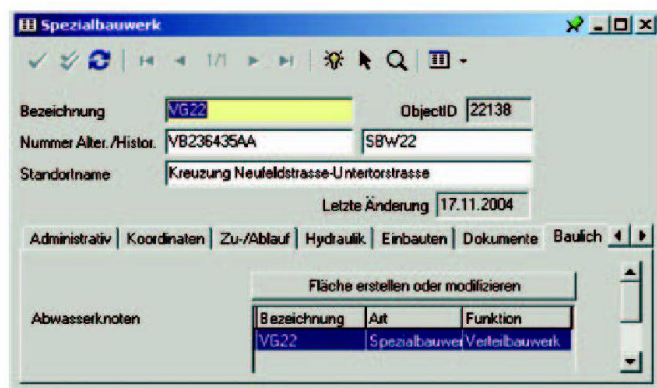 Spezialbauwerk
1/1
Bezeichnung VG22 ObjectID 22138
Nummer Alter./Histor. VB236435AA SBW22
Standortname Kreuzung Neufeldstrasse-Untertorstrasse
Letzte Änderung 17.11.2004
Administrativ Koordinaten Zu-/Ablauf Hydraulik Einbauten Dokumente Baulich
Fläche erstellen oder modifizieren
Abwasserknoten Bezeichnung Art Funktion
VG22 Spezialbauwer Verteilbauwerk